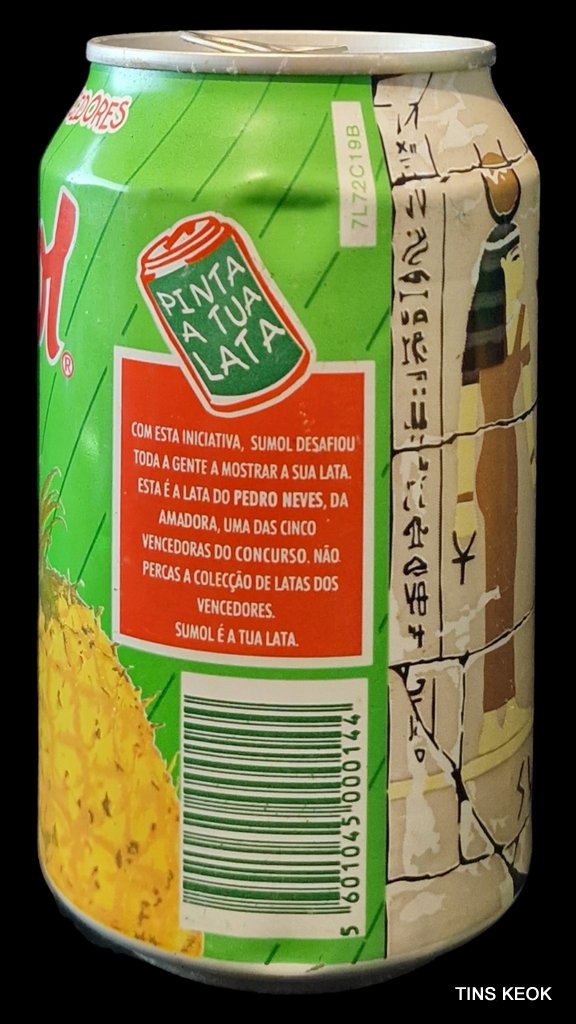 7L72C19B
PINTA
A TUA
LATA
®
COM ESTA INICIATIVA, SUMOL DESAFIOU
TODA A GENTE A MOSTRAR A SUA LATA.
ESTA É A LATA DO PEDRO NEVES, DA
AMADORA, UMA DAS CINCO
VENCEDORAS DO CONCURSO. NÃO
PERCAS A COLECÇÃO DE LATAS DOS
VENCEDORES.
SUMOL É A TUA LATA.
5 601045 000144
TINS KEOK